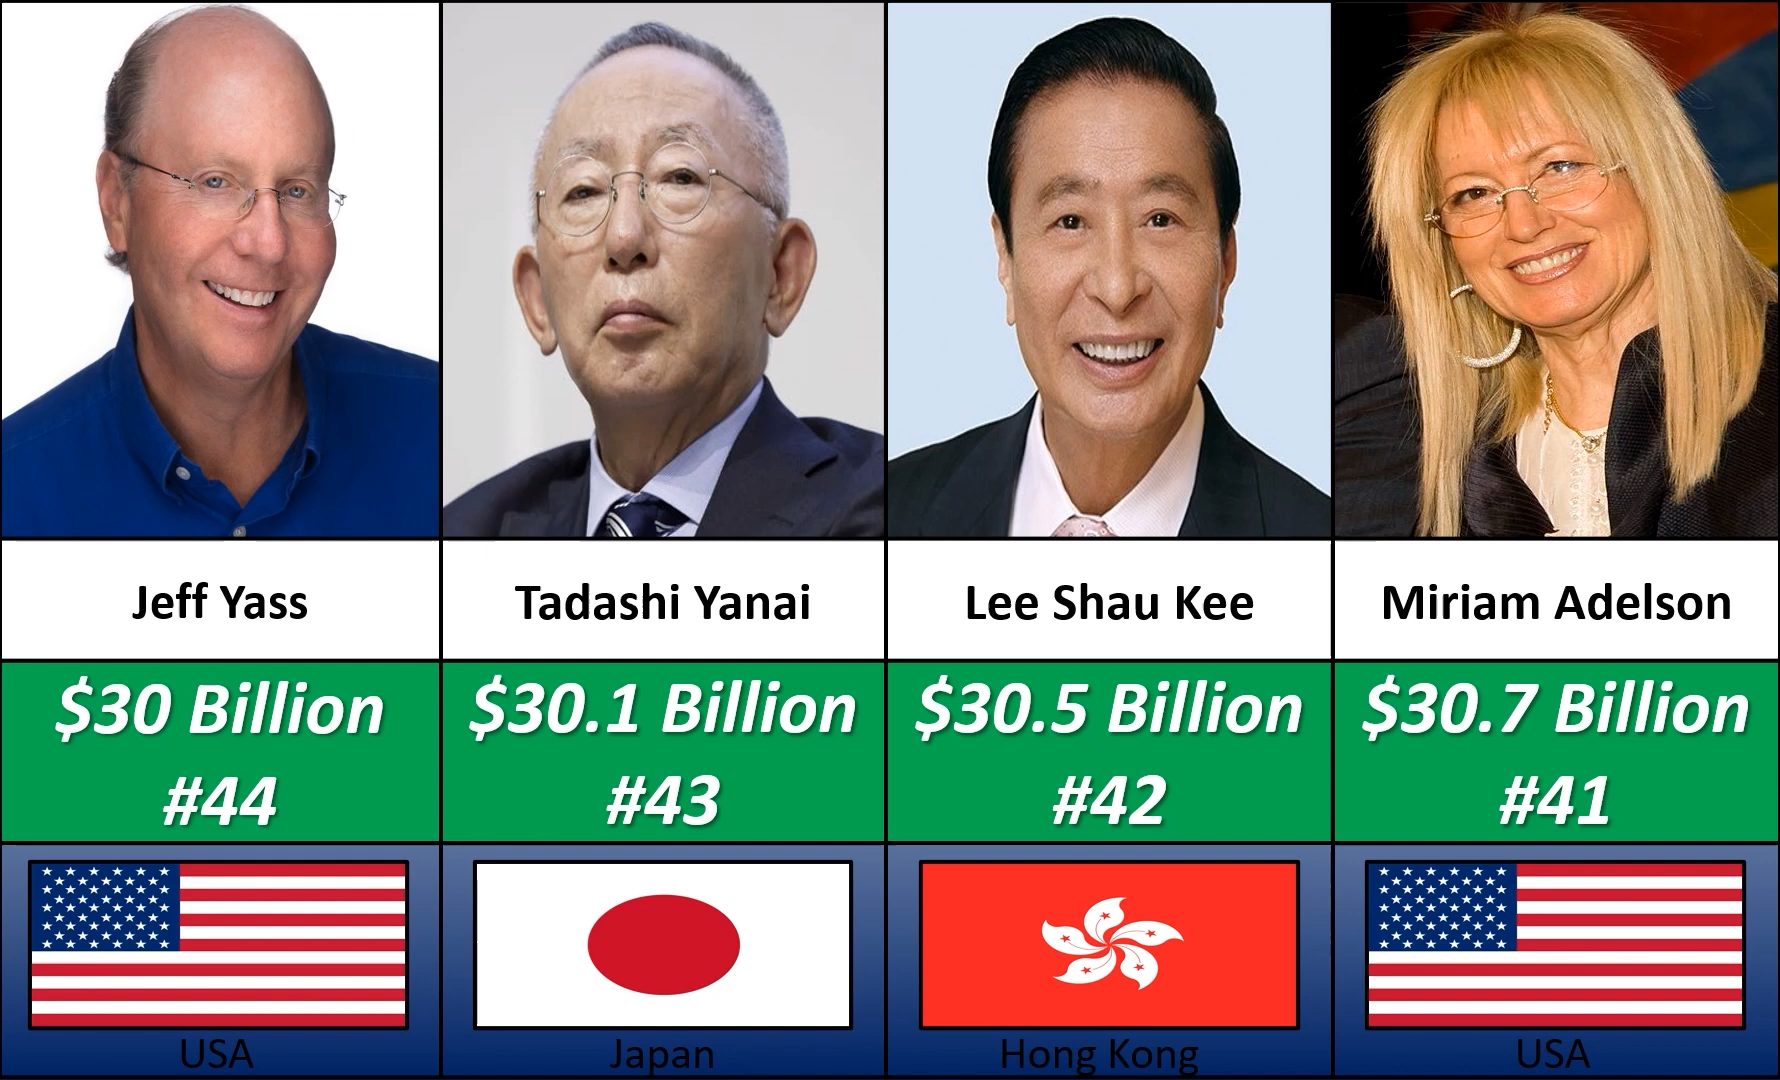 Jeff Yass
Tadashi Yanai
Lee Shau Kee
Miriam Adelson
$30 Billion
$30.1 Billion
$30.5 Billion
$30.7 Billion
#44
#43
#42
#41
USA
Japan
Hong Kong
USA